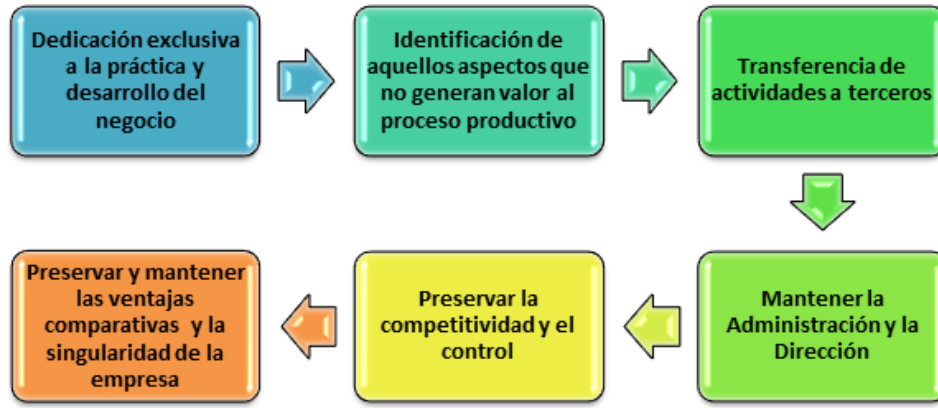 Dedicación exclusiva
a la práctica y
desarrollo del
negocio
Identificación de
aquellos aspectos que
no generan valor al
proceso productivo
Transferencia de
actividades a terceros
Mantener la
Administración y la
Dirección
Preservar la
competitividad y el
control
Preservar y mantener
las ventajas
comparativas y la
singularidad de la
empresa